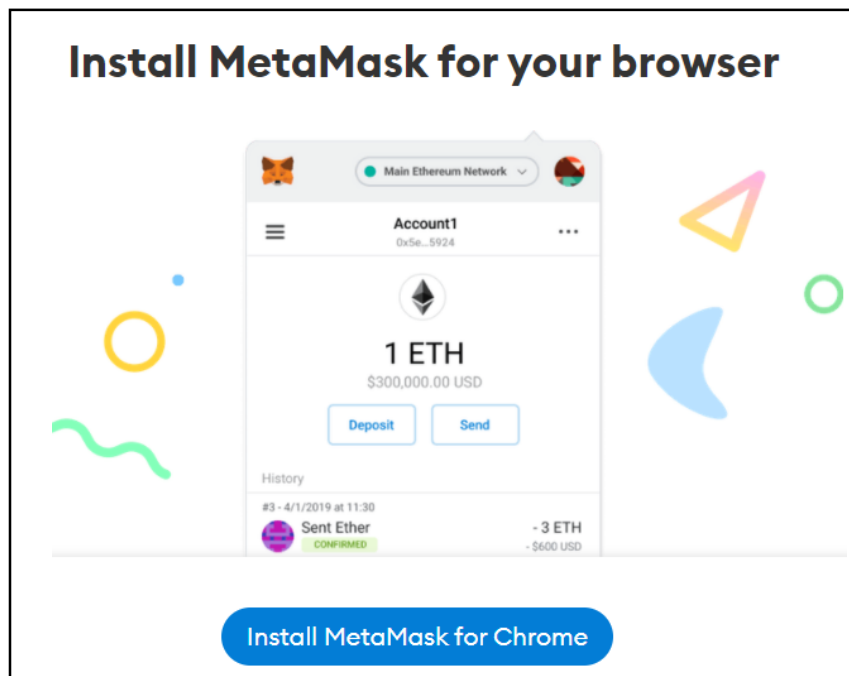 Install MetaMask for your browser
Main Ethereum Network
Account1
0x5e...5924
1 ETH
$300,000.00 USD
Deposit Send
History
#3 - 4/1/2019 at 11:30
Sent Ether - 3 ETH
CONFIRMED - $600 USD
Install MetaMask for Chrome